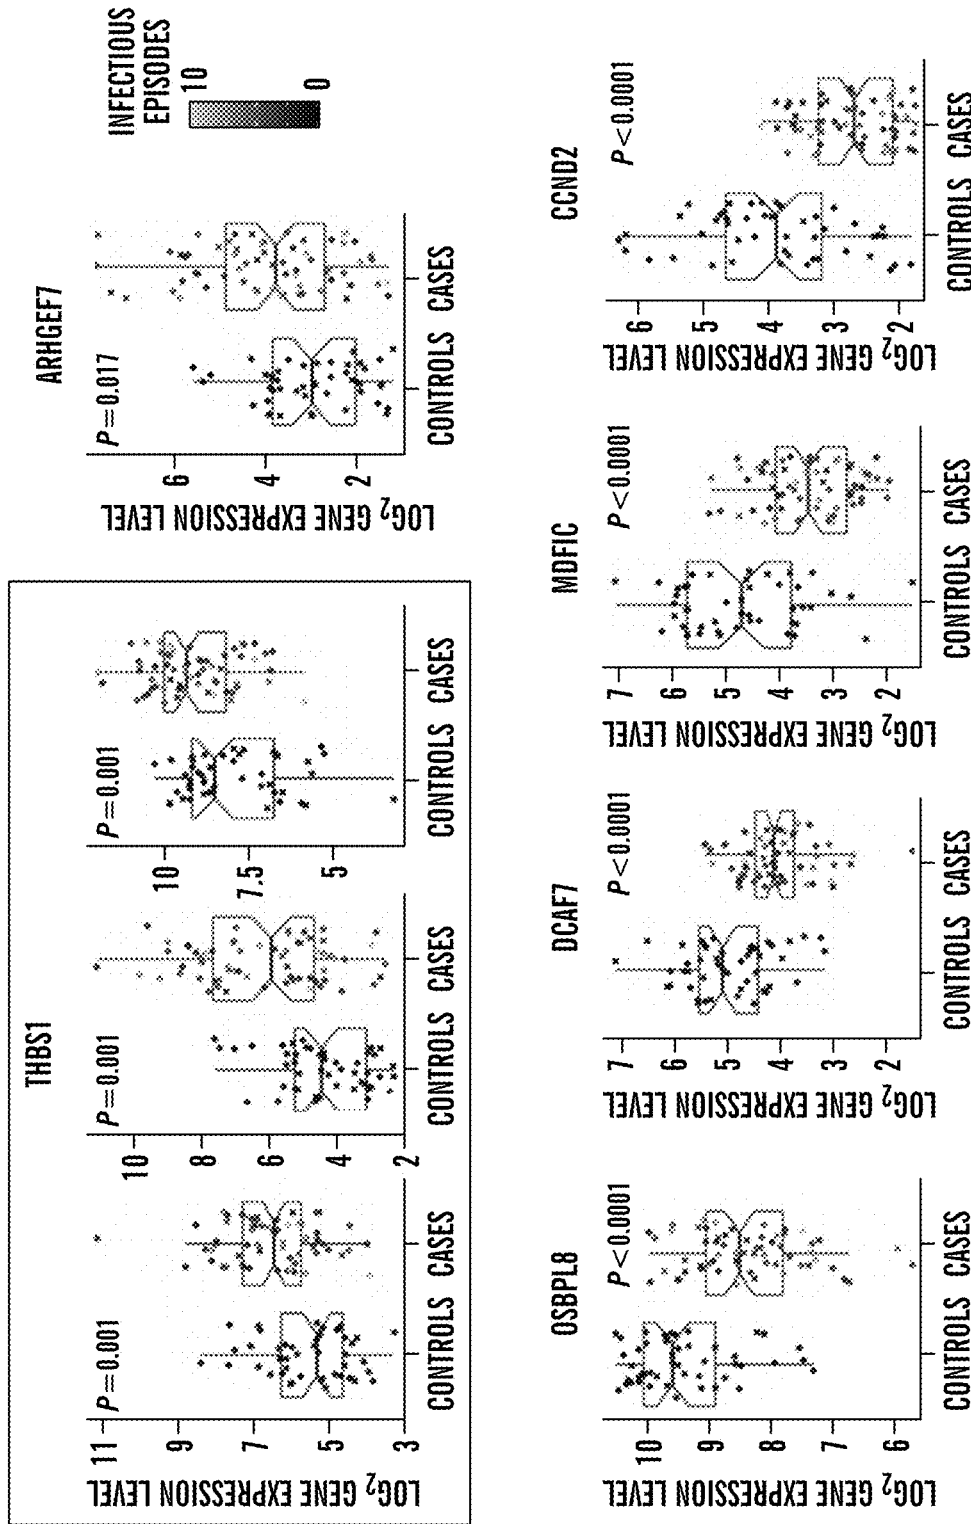 THBS1
P=0.001
P=0.001
P=0.001
LOG2 GENE EXPRESSION LEVEL
11
9
7
5
3
CONTROLS CASES
10
8
6
4
2
CONTROLS CASES
10
7.5
5
CONTROLS CASES
ARHGEF7
P=0.017
LOG2 GENE EXPRESSION LEVEL
6
4
2
CONTROLS CASES
INFECTIOUS
EPISODES
10
0
OSBPL8
P<0.0001
LOG2 GENE EXPRESSION LEVEL
10
9
8
6
CONTROLS CASES
DCAF7
P<0.0001
LOG2 GENE EXPRESSION LEVEL
7
6
5
4
2
CONTROLS CASES
MDFIC
P<0.0001
LOG2 GENE EXPRESSION LEVEL
7
6
5
4
3
2
CONTROLS CASES
CCND2
P<0.0001
LOG2 GENE EXPRESSION LEVEL
6
5
4
3
2
CONTROLS CASES